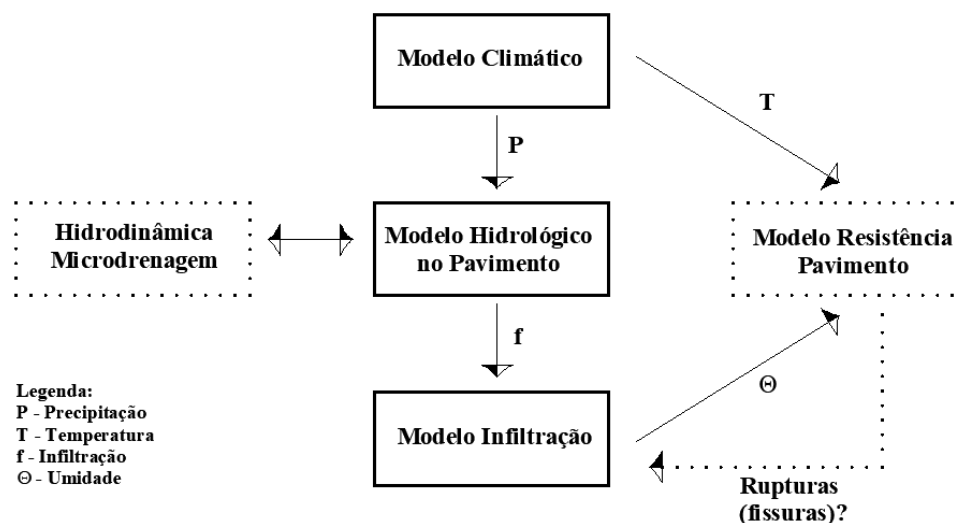 Modelo Climático
T
P
Hidrodinâmica
Microdrenagem
Modelo Hidrológico
no Pavimento
Modelo Resistência
Pavimento
f
Θ
Legenda:
P - Precipitação
T - Temperatura
f - Infiltração
Θ - Umidade
Modelo Infiltração
Rupturas
(fissuras)?